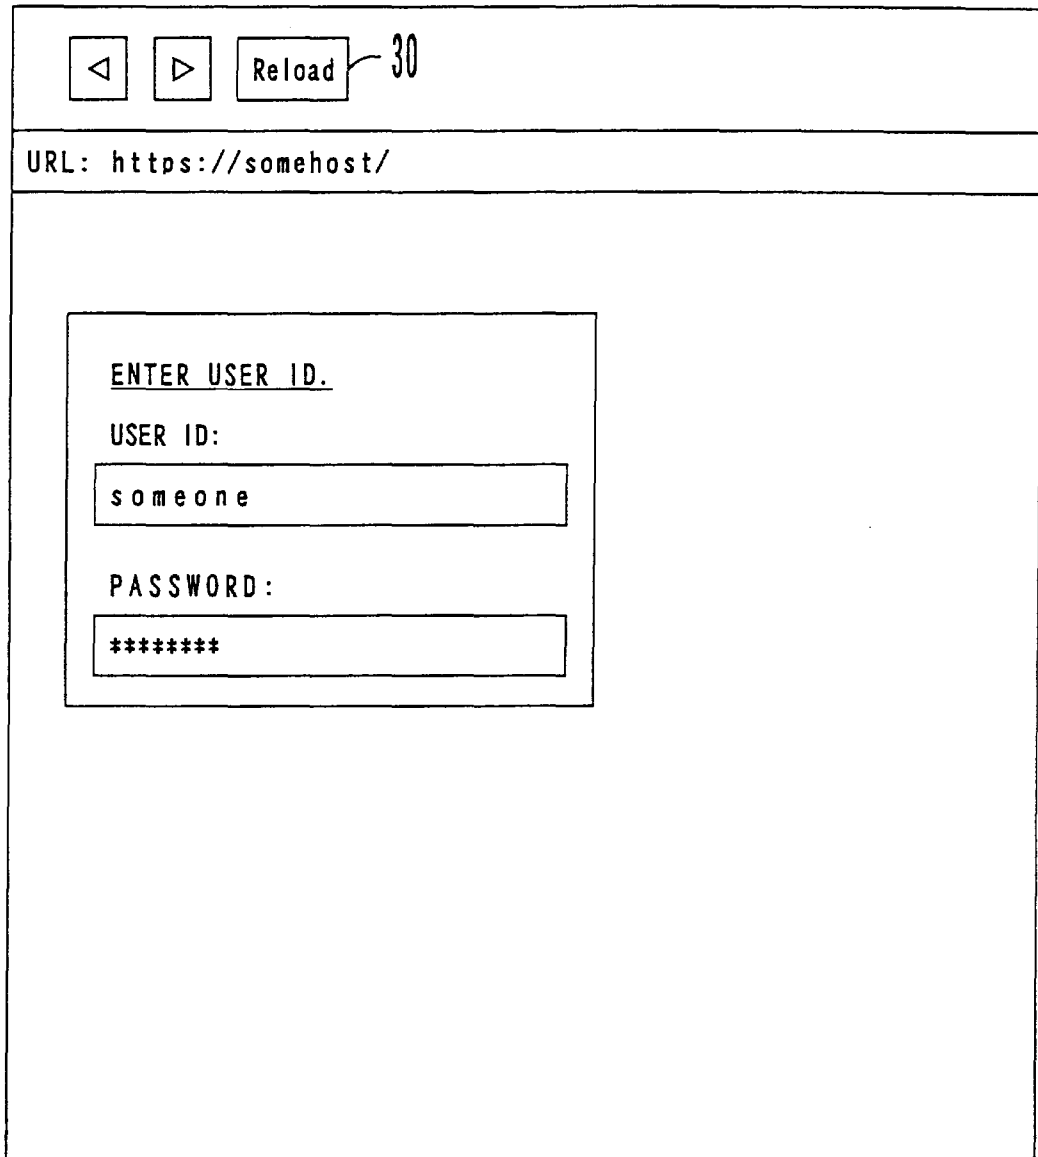 Reload 30
URL: https://somehost/
ENTER USER ID.
USER ID:
someone
PASSWORD:
********